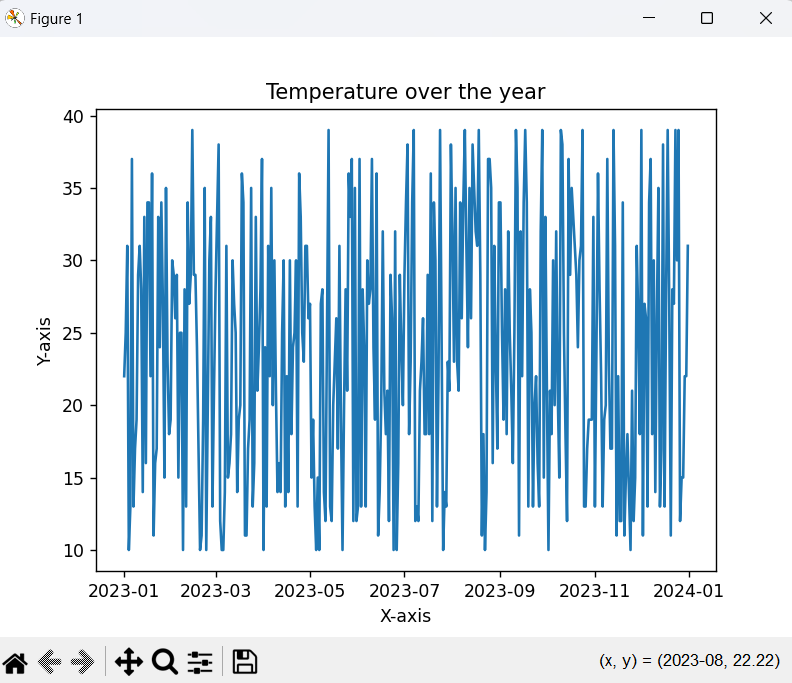 Figure 1
Temperature over the year
Y-axis
40
35
30
25
20
15
10
2023-01 2023-03 2023-05 2023-07 2023-09 2023-11 2024-01
X-axis
(x, y) = (2023-08, 22.22)